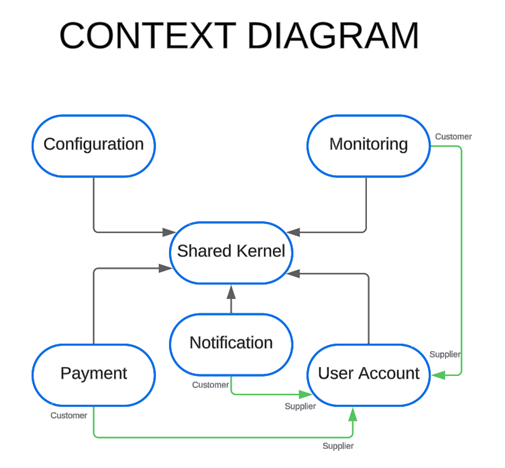 CONTEXT DIAGRAM
Configuration
Monitoring
Customer
Shared Kernel
Notification
Payment
User Account
Supplier
Customer
Supplier
Customer
Supplier